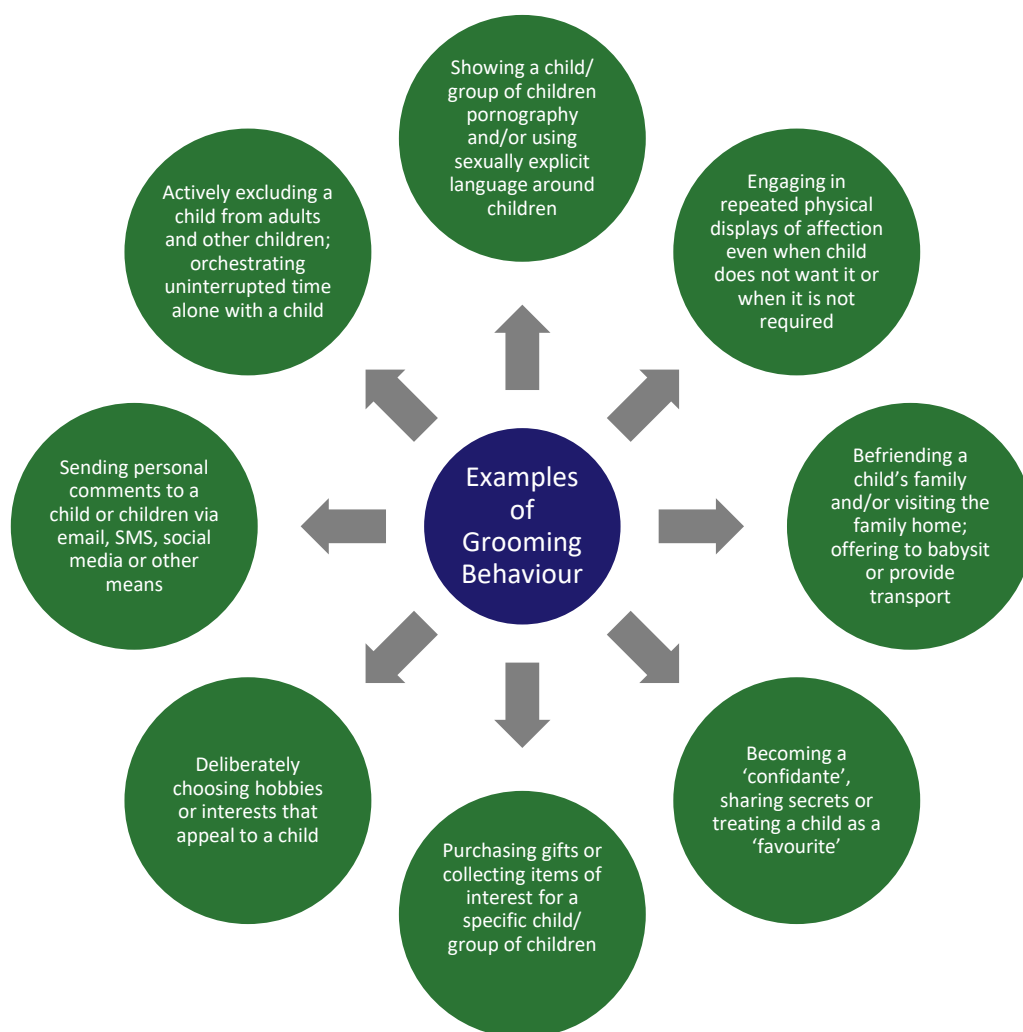 Showing a child/
group of children
pornography
and/or using
sexually explicit
language around
children
Engaging in
repeated physical
displays of affection
even when child
does not want it or
when it is not
required
Befriending a
child’s family
and/or visiting the
family home;
offering to babysit
or provide
transport
Becoming a
‘confidante’,
sharing secrets or
treating a child as a
‘favourite’
Purchasing gifts or
collecting items of
interest for a
specific child/
group of children
Deliberately
choosing hobbies
or interests that
appeal to a child
Sending personal
comments to a
child or children via
email, SMS, social
media or other
means
Actively excluding a
child from adults
and other children;
orchestrating
uninterrupted time
alone with a child
Examples
of
Grooming
Behaviour